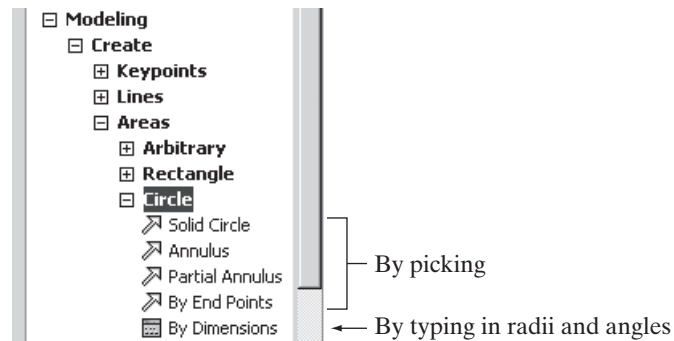 Modeling
Create
Keypoints
Lines
Areas
Arbitrary
Rectangle
Circle
Solid Circle
Annulus
Partial Annulus
By End Points
By Dimensions
By picking
By typing in radii and angles